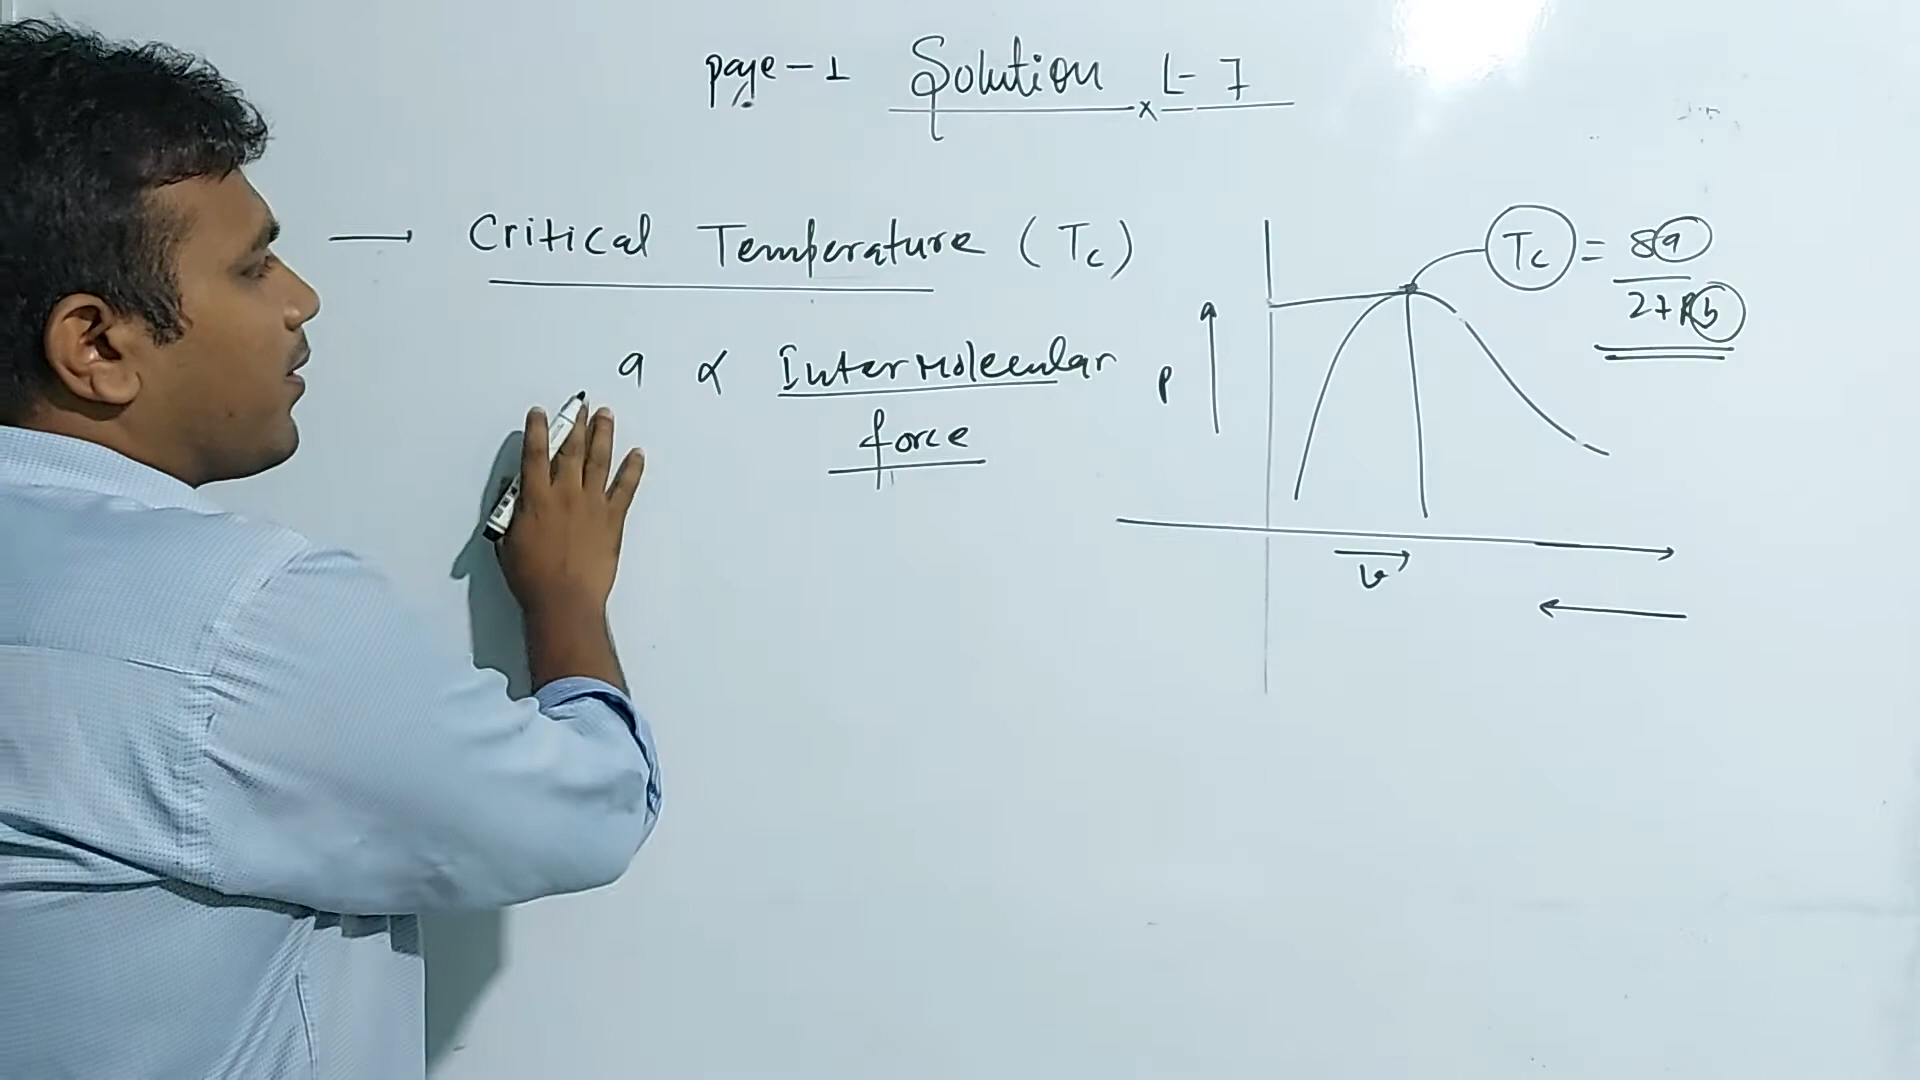 page-1 Solution L-7
→ Critical Temperature (Tc)
a ∝ Intermolecular
force
Tc = 8a
27Rb
P
V